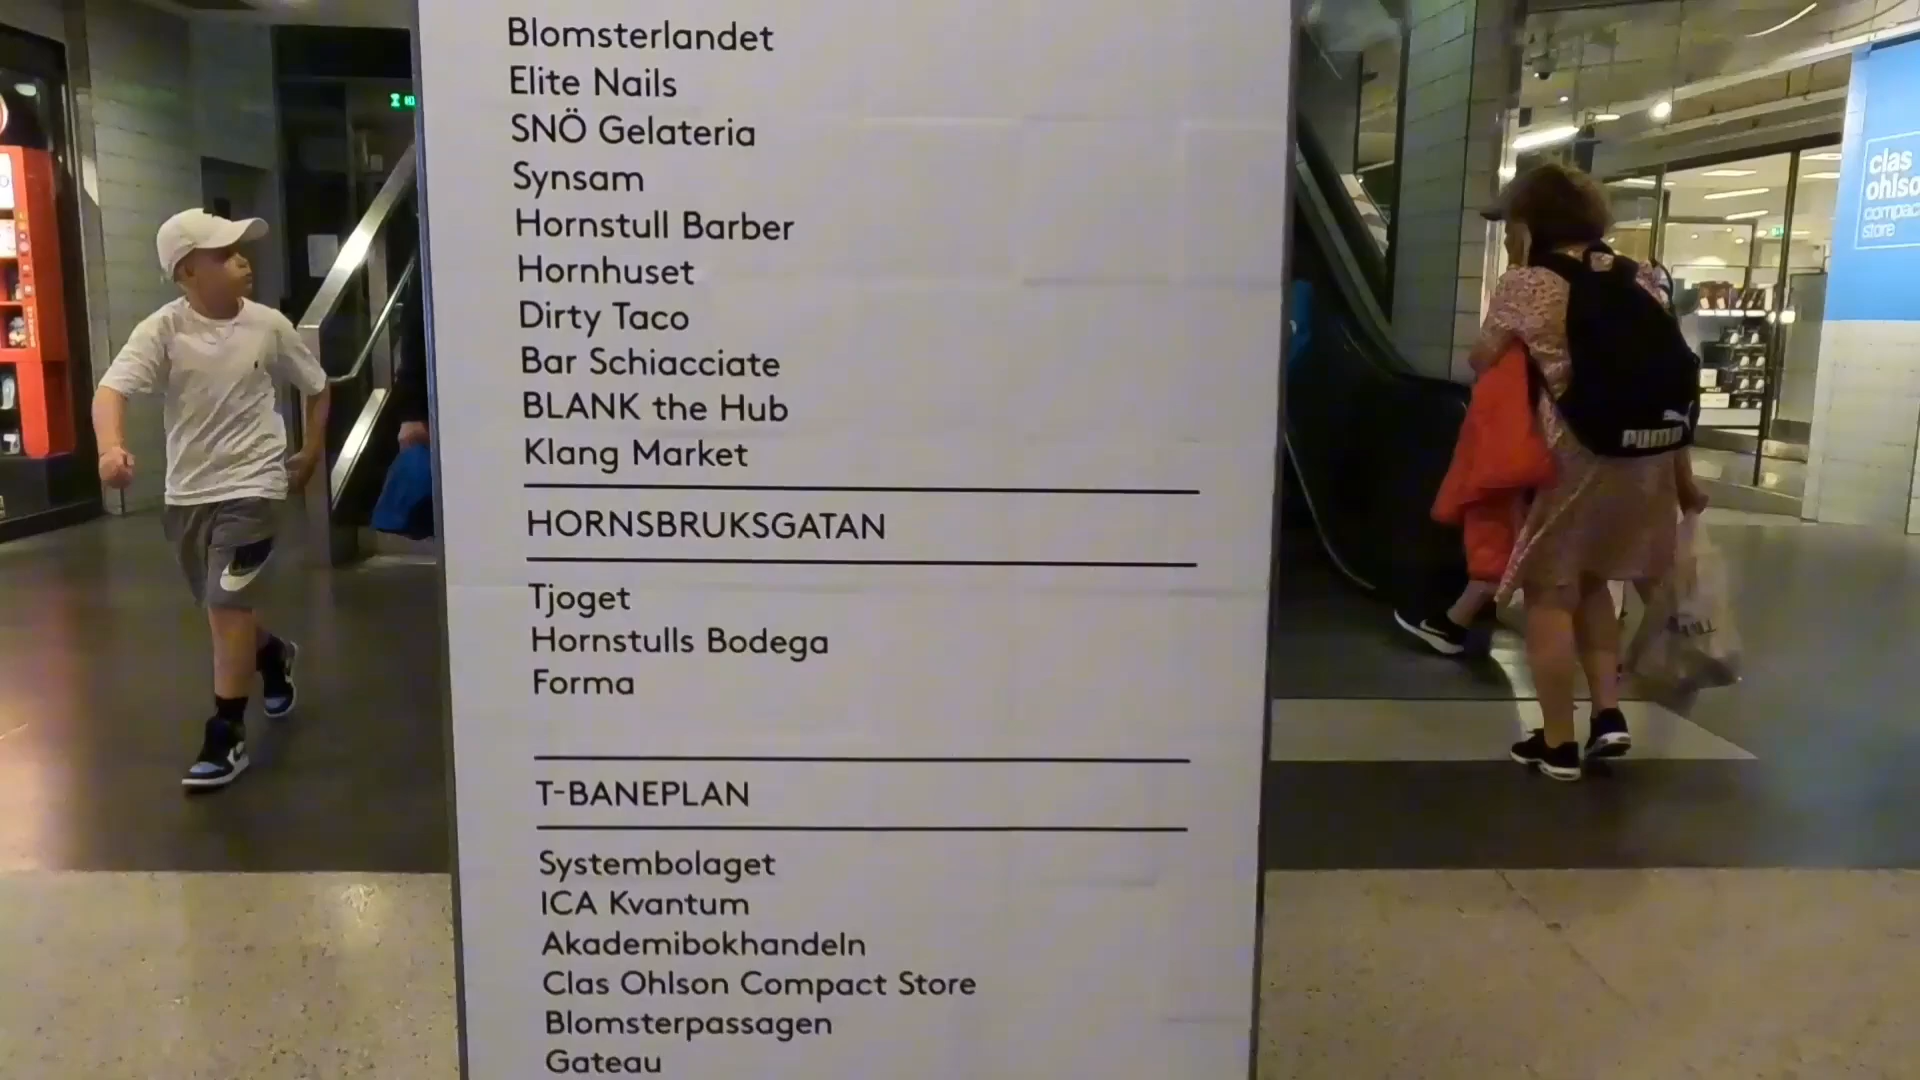 Blomsterlandet
Elite Nails
SNÖ Gelateria
Synsam
Hornstull Barber
Hornhuset
Dirty Taco
Bar Schiacciate
BLANK the Hub
Klang Market
HORNSBRUKSGATAN
Tjoget
Hornstulls Bodega
Forma
T-BANEPLAN
Systembolaget
ICA Kvantum
Akademibokhandeln
Clas Ohlson Compact Store
Blomsterpassagen
Gateau
clas
ohlso
compac
store
PUMA